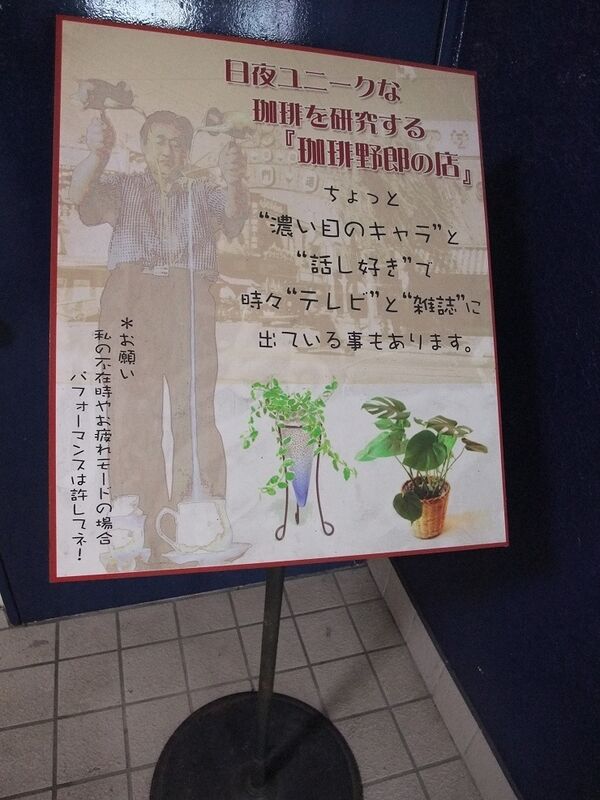 日夜ユニークな
珈琲を研究する
『珈琲野郎の店』
ちょっと
“濃い目のキャラ”と
“話し好き”で
時々“テレビ”と“雑誌”に
出ている事もあります。
＊お願い
私の不在時やお疲れモードの場合
パフォーマンスは許してネ！